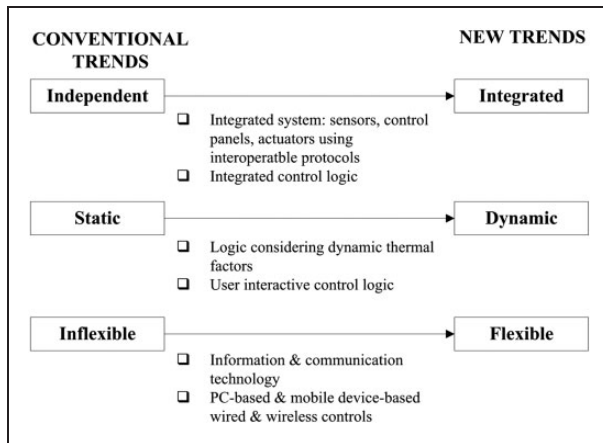 CONVENTIONAL
TRENDS
NEW TRENDS
Independent
Integrated
❑ Integrated system: sensors, control
panels, actuators using
interoperatble protocols
❑ Integrated control logic
Static
Dynamic
❑ Logic considering dynamic thermal
factors
❑ User interactive control logic
Inflexible
Flexible
❑ Information & communication
technology
❑ PC-based & mobile device-based
wired & wireless controls